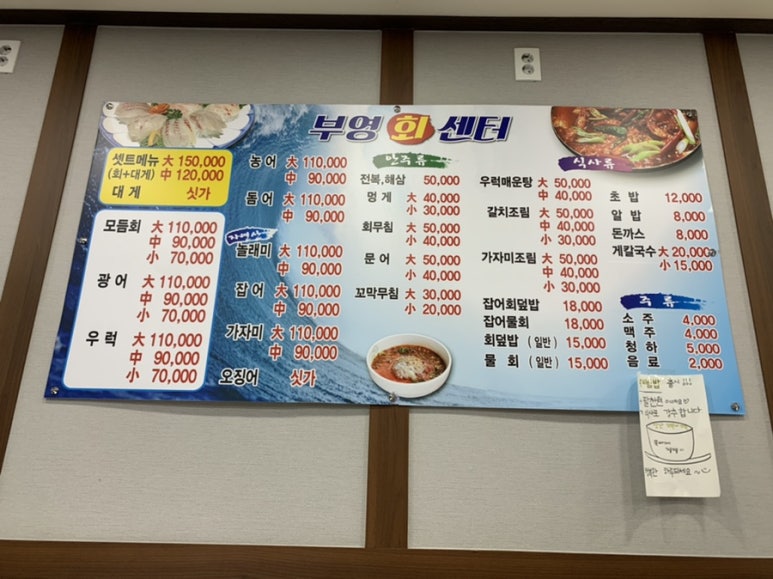 부영 회 센터
셋트메뉴 大 150,000
(회+대게) 中 120,000
대게 싯가
모듬회 大 110,000
中 90,000
小 70,000
광어 大 110,000
中 90,000
小 70,000
우럭 大 110,000
中 90,000
小 70,000
농어 大 110,000
中 90,000
돔어 大 110,000
中 90,000
자연산
놀래미 大 110,000
中 90,000
잡어 大 110,000
中 90,000
가자미 大 110,000
中 90,000
오징어 싯가
안주류
전복,해삼 50,000
멍게 大 40,000
小 30,000
회무침 大 50,000
小 40,000
문어 大 50,000
小 40,000
꼬막무침 大 30,000
小 20,000
식사류
우럭매운탕 大 50,000
中 40,000
갈치조림 大 50,000
中 40,000
小 30,000
가자미조림 大 50,000
中 40,000
小 30,000
잡어회덮밥 18,000
잡어물회 18,000
회덮밥 (일반) 15,000
물회 (일반) 15,000
초밥 12,000
알밥 8,000
돈까스 8,000
게칼국수 大 20,000
小 15,000
주류
소주 4,000
맥주 4,000
청하 5,000
음료 2,000
출시 !!!
강추합니다